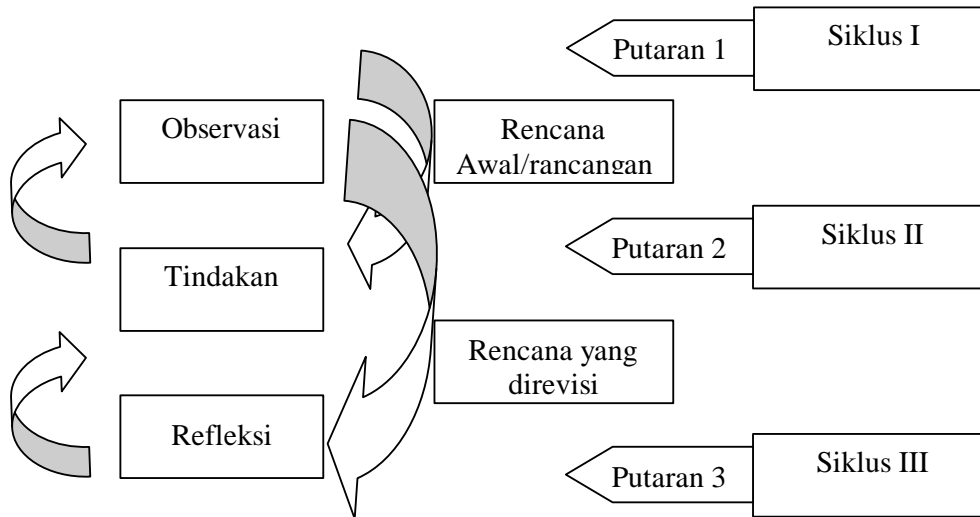 Siklus I
Putaran 1
Observasi
Rencana
Awal/rancangan
Siklus II
Putaran 2
Tindakan
Rencana yang
direvisi
Refleksi
Siklus III
Putaran 3